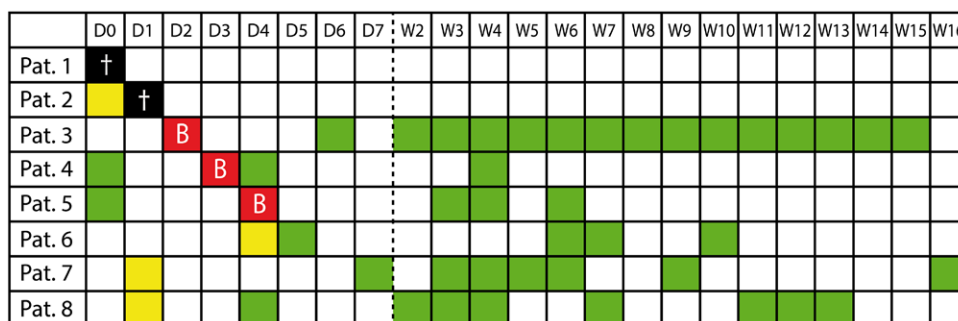 D0 D1 D2 D3 D4 D5 D6 D7 W2 W3 W4 W5 W6 W7 W8 W9 W10 W11 W12 W13 W14 W15 W16
Pat. 1 †
Pat. 2 †
Pat. 3 B
Pat. 4 B
Pat. 5 B
Pat. 6
Pat. 7
Pat. 8